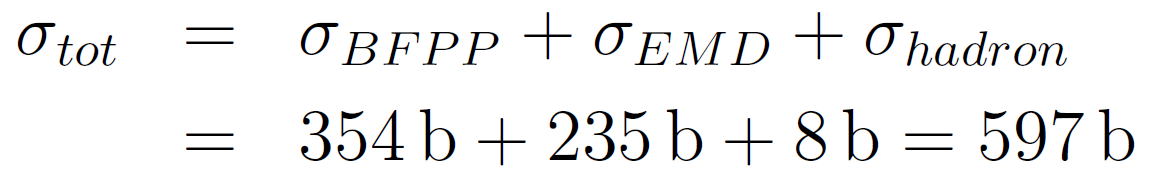 σ_tot = σ_BFPP + σ_EMD + σ_hadron
= 354 b + 235 b + 8 b = 597 b